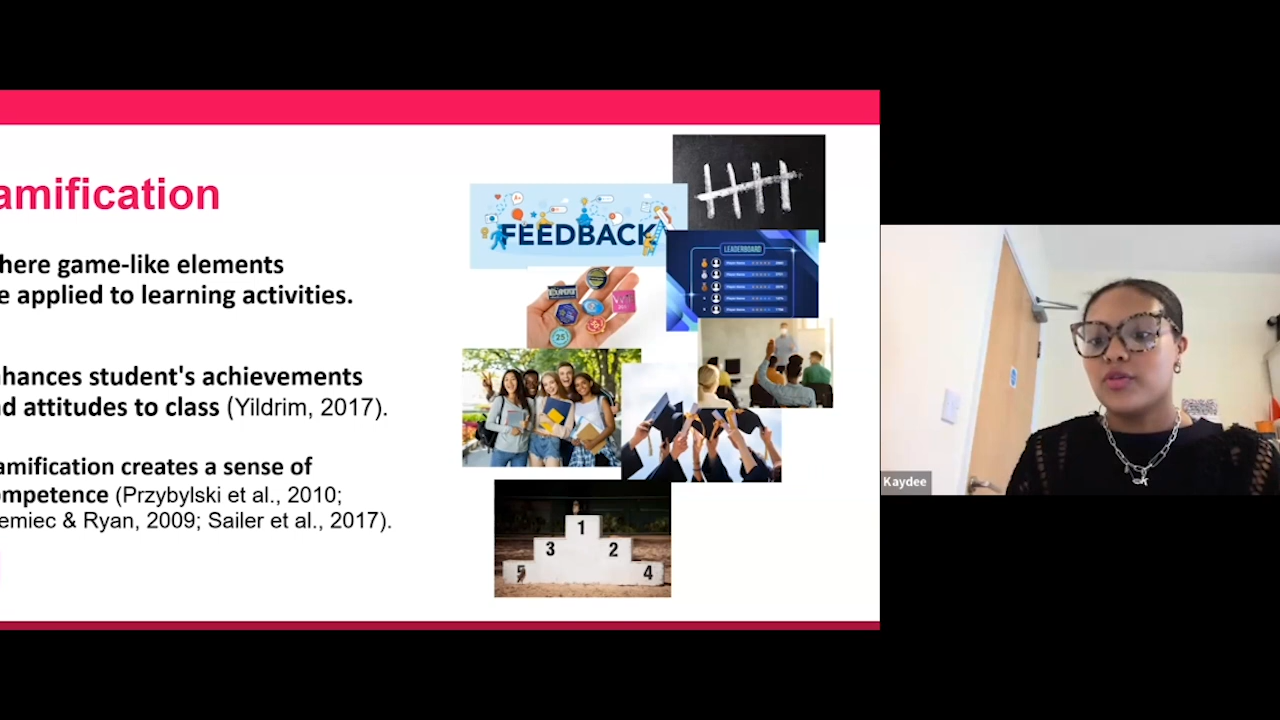 amification
here game-like elements
e applied to learning activities.
hances student's achievements
d attitudes to class (Yildrim, 2017).
amification creates a sense of
mpetence (Przybylski et al., 2010;
emiec & Ryan, 2009; Sailer et al., 2017).
FEEDBACK
LEADERBOARD
25
1
3 2
5 4
Kaydee